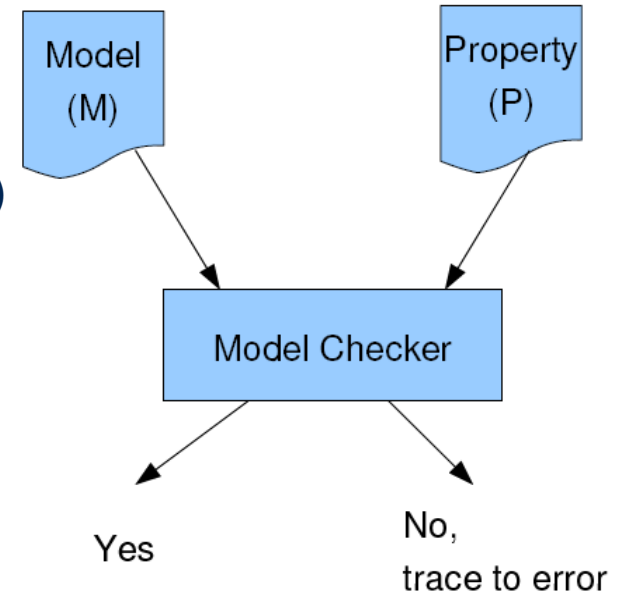 Model
(M)
Property
(P)
)
Model Checker
Yes
No,
trace to error